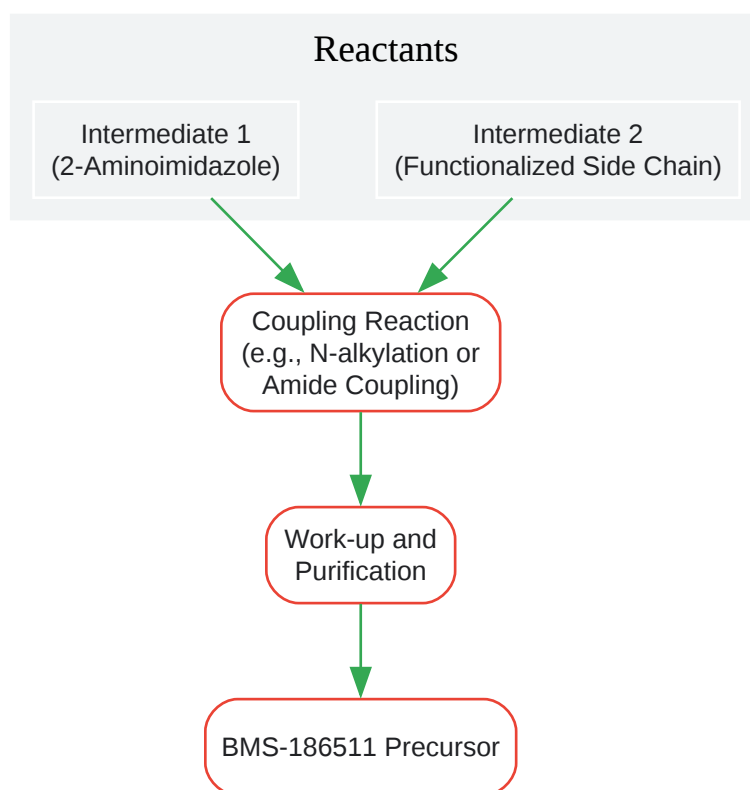 Reactants
Intermediate 1
(2-Aminoimidazole)
Intermediate 2
(Functionalized Side Chain)
Coupling Reaction
(e.g., N-alkylation or
Amide Coupling)
Work-up and
Purification
BMS-186511 Precursor